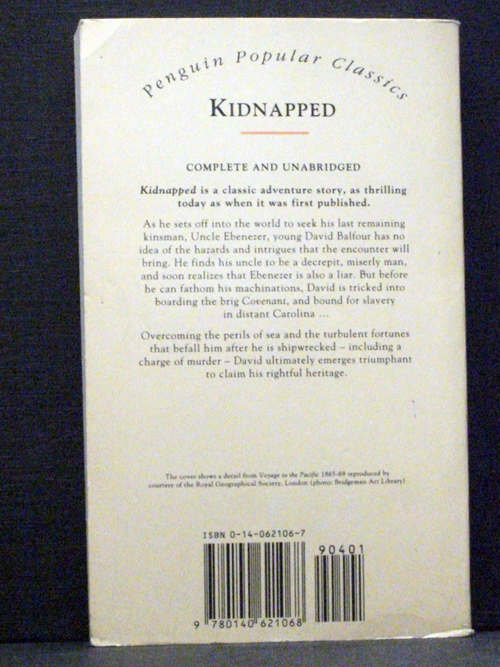 Penguin Popular Classics
KIDNAPPED
COMPLETE AND UNABRIDGED
Kidnapped is a classic adventure story, as thrilling
today as when it was first published.
As he sets off into the world to seek his last remaining
kinsman, Uncle Ebenezer, young David Balfour has no
idea of the hazards and intrigues that the encounter will
bring. He finds his uncle to be a decrepit, miserly man,
and soon realizes that Ebenezer is also a liar. But before
he can fathom his machinations, David is tricked into
boarding the brig Covenant, and bound for slavery
in distant Carolina ...
Overcoming the perils of sea and the turbulent fortunes
that befall him after he is shipwrecked – including a
charge of murder – David ultimately emerges triumphant
to claim his rightful heritage.
The cover shows a detail from Voyage to the Pacific 1865-69 reproduced by
courtesy of the Royal Geographical Society, London (photo: Bridgeman Art Library)
ISBN 0-14-062106-7
90401
9 780140 621068